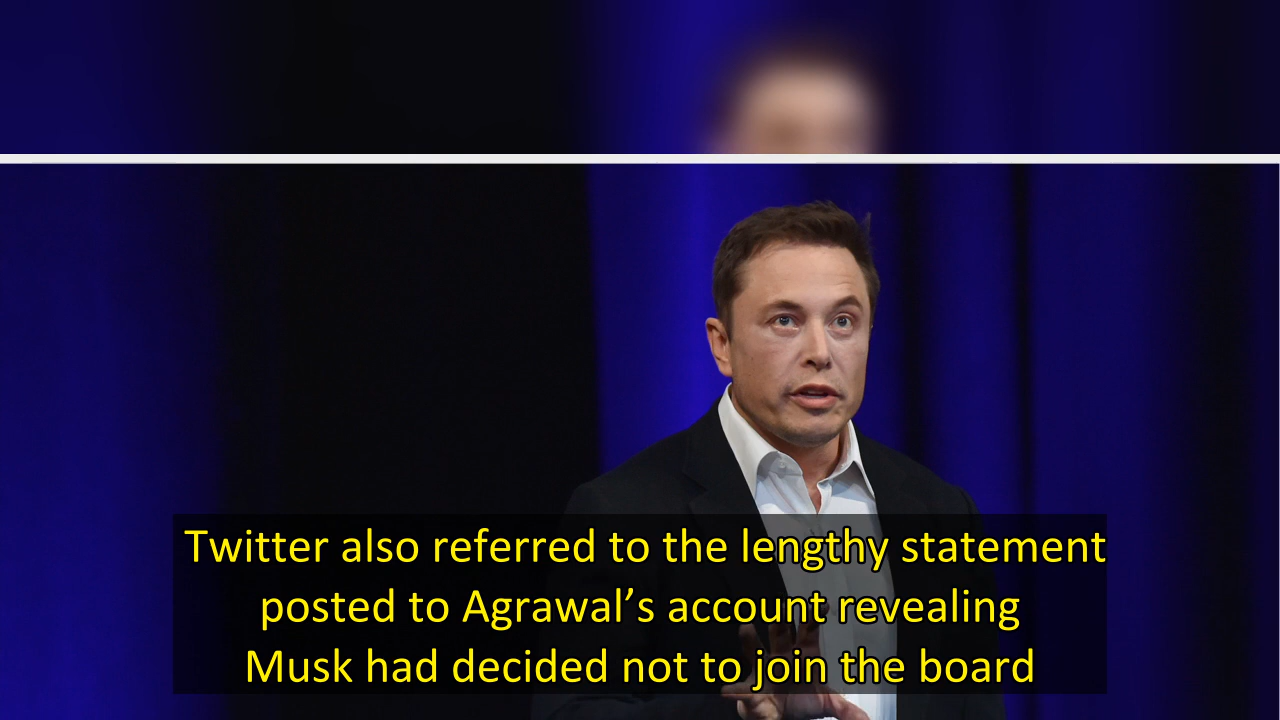 Twitter also referred to the lengthy statement
posted to Agrawal’s account revealing
Musk had decided not to join the board